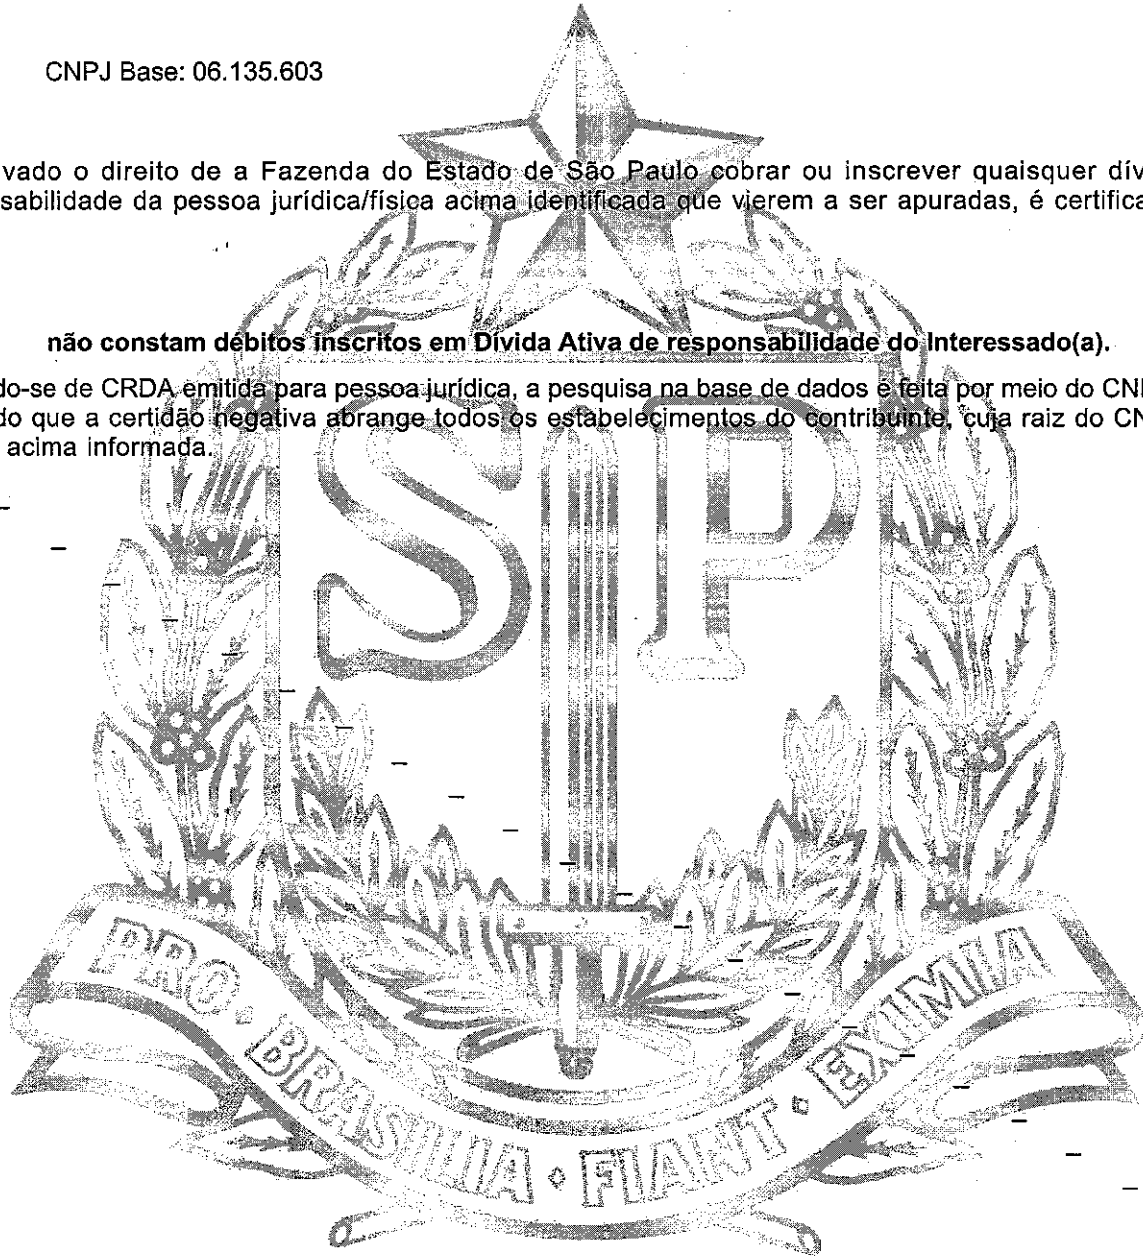 CNPJ Base: 06.135.603
vado o direito de a Fazenda do Estado de São Paulo cobrar ou inscrever quaisquer dív
sabilidade da pessoa jurídica/física acima identificada que vierem a ser apuradas, é certifica
não constam débitos inscritos em Dívida Ativa de responsabilidade do Interessado(a).
do-se de CRDA emitida para pessoa jurídica, a pesquisa na base de dados é feita por meio do CN
do que a certidão negativa abrange todos os estabelecimentos do contribuinte, cuja raiz do CN
acima informada.
SP
PRO · BRASILIA · FIANT · EXIMIA